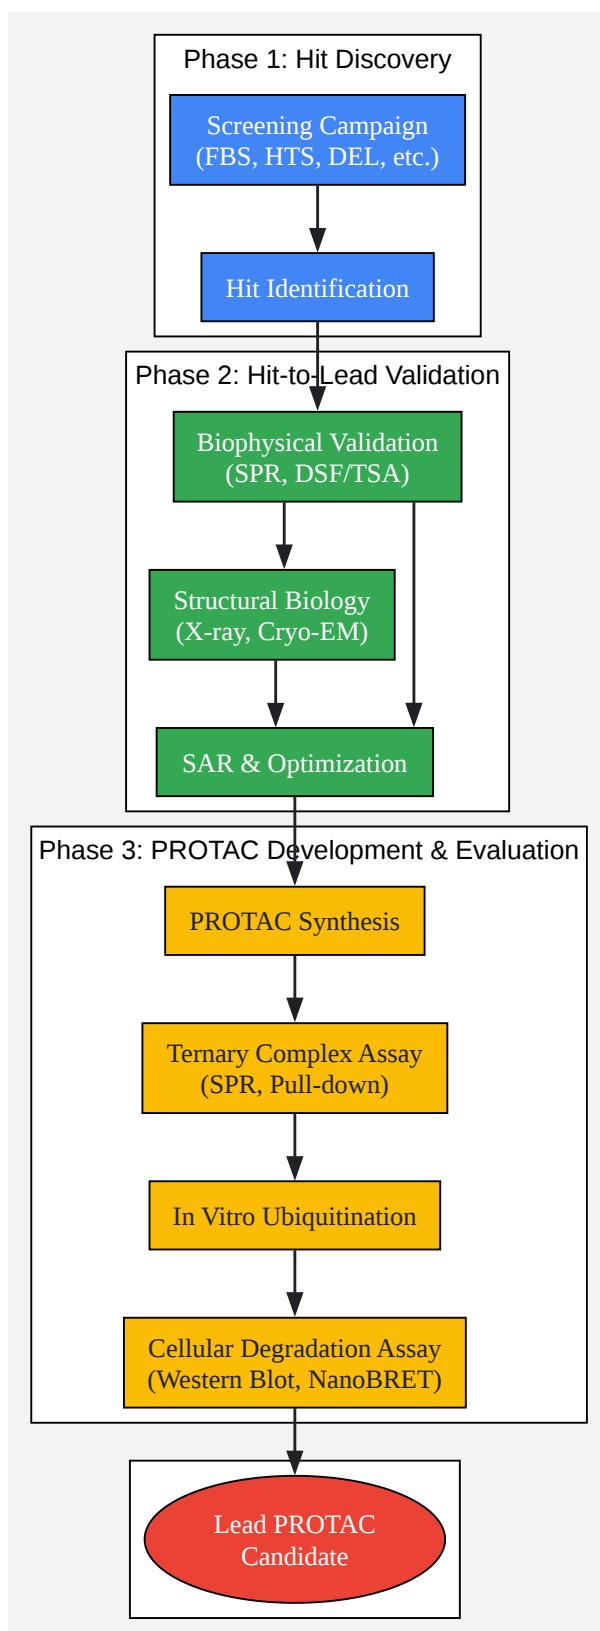 Phase 1: Hit Discovery
Screening Campaign
(FBS, HTS, DEL, etc.)
Hit Identification
Phase 2: Hit-to-Lead Validation
Biophysical Validation
(SPR, DSF/TSA)
Structural Biology
(X-ray, Cryo-EM)
SAR & Optimization
Phase 3: PROTAC Development & Evaluation
PROTAC Synthesis
Ternary Complex Assay
(SPR, Pull-down)
In Vitro Ubiquitination
Cellular Degradation Assay
(Western Blot, NanoBRET)
Lead PROTAC
Candidate